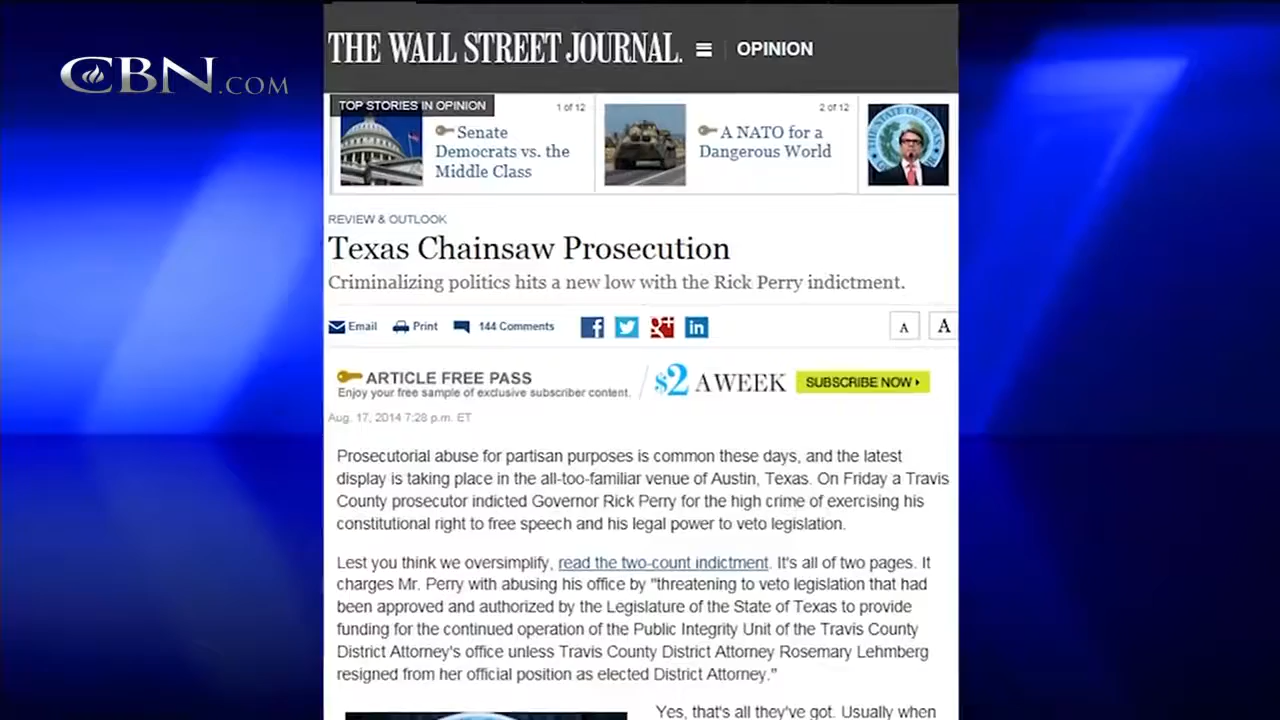 CBN.COM
THE WALL STREET JOURNAL.
OPINION
TOP STORIES IN OPINION
1 of 12
Senate
Democrats vs. the
Middle Class
2 of 12
A NATO for a
Dangerous World
THE STATE OF TEXAS
REVIEW & OUTLOOK
Texas Chainsaw Prosecution
Criminalizing politics hits a new low with the Rick Perry indictment.
Email
Print
144 Comments
f
g+
in
A
A
ARTICLE FREE PASS
Enjoy your free sample of exclusive subscriber content.
$2 A WEEK
SUBSCRIBE NOW
Aug. 17, 2014 7:28 p.m. ET
Prosecutorial abuse for partisan purposes is common these days, and the latest
display is taking place in the all-too-familiar venue of Austin, Texas. On Friday a Travis
County prosecutor indicted Governor Rick Perry for the high crime of exercising his
constitutional right to free speech and his legal power to veto legislation.
Lest you think we oversimplify, read the two-count indictment. It's all of two pages. It
charges Mr. Perry with abusing his office by "threatening to veto legislation that had
been approved and authorized by the Legislature of the State of Texas to provide
funding for the continued operation of the Public Integrity Unit of the Travis County
District Attorney's office unless Travis County District Attorney Rosemary Lehmberg
resigned from her official position as elected District Attorney."
Yes, that's all they've got. Usually when